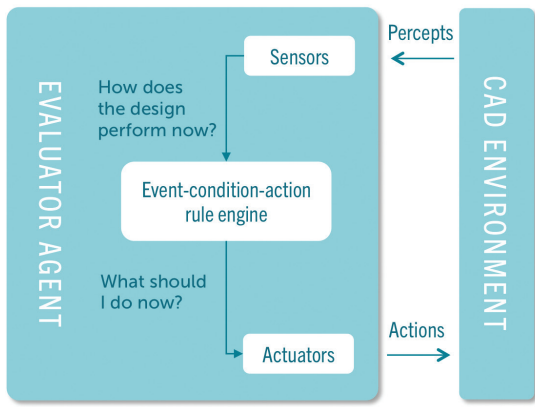 EVALUATOR AGENT
Sensors
How does
the design
perform now?
Event-condition-action
rule engine
What should
I do now?
Actuators
Percepts
Actions
CAD ENVIRONMENT